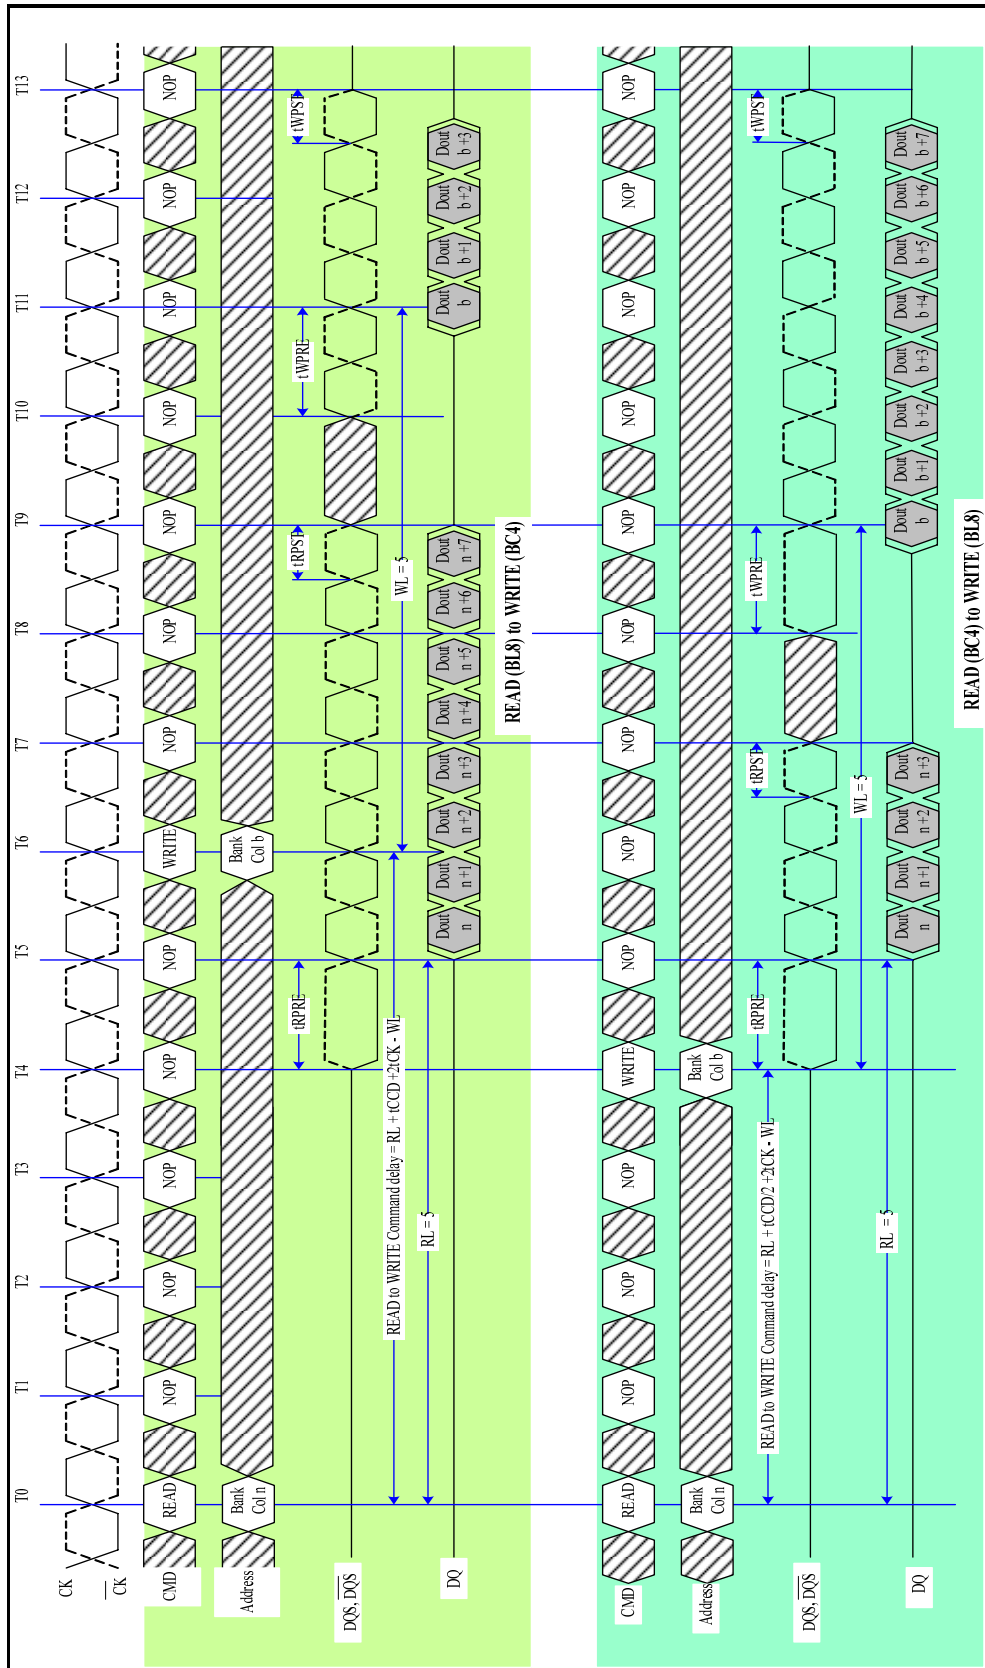 T0 T1 T2 T3 T4 T5 T6 T7 T8 T9 T10 T11 T12 T13
CK
CK
CMD READ NOP NOP NOP NOP NOP WRITE NOP NOP NOP NOP NOP NOP NOP
Address
Bank
Col n
Bank
Col b
tRPRE tRPST tWPRE tWPST
DQS, DQS
READ to WRITE Command delay = RL + tCCD +2tCK - WL
WL = 5
RL = 5
DQ
Dout
n
Dout
n +1
Dout
n +2
Dout
n +3
Dout
n +4
Dout
n +5
Dout
n +6
Dout
n +7
Dout
b
Dout
b +1
Dout
b +2
Dout
b +3
READ (BL8) to WRITE (BC4)
CMD READ NOP NOP NOP WRITE NOP NOP NOP NOP NOP NOP NOP NOP NOP
Address
Bank
Col n
Bank
Col b
tRPRE tRPST tWPRE tWPST
READ to WRITE Command delay = RL + tCCD/2 +2tCK - WL
DQS, DQS
WL = 5
RL = 5
DQ
Dout
n
Dout
n +1
Dout
n +2
Dout
n +3
Dout
b
Dout
b +1
Dout
b +2
Dout
b +3
Dout
b +4
Dout
b +5
Dout
b +6
Dout
b +7
READ (BC4) to WRITE (BL8)